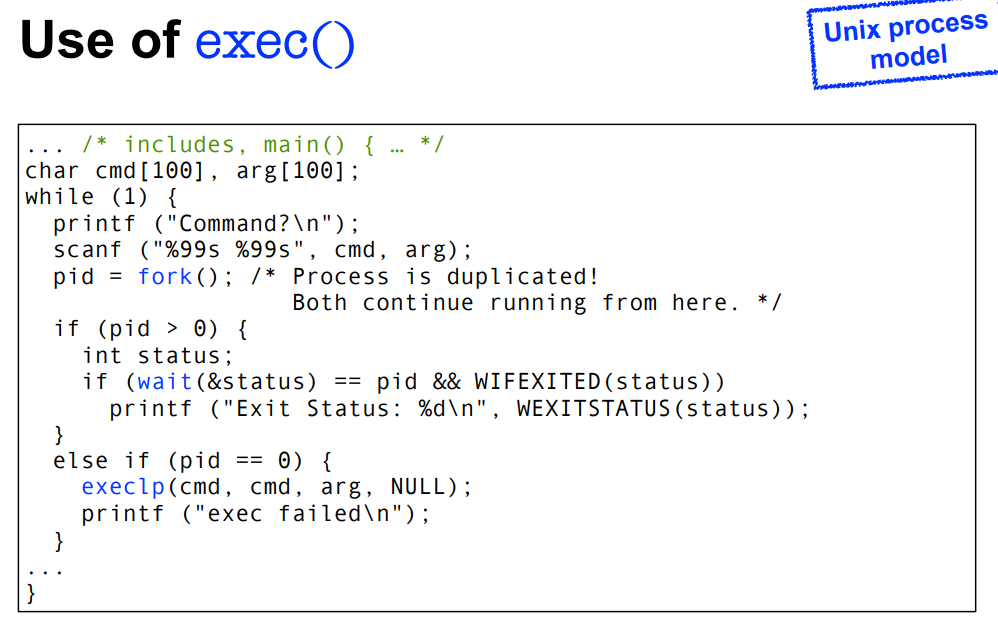 Use of exec()
Unix process
model
... /* includes, main() { … */
char cmd[100], arg[100];
while (1) {
  printf ("Command?\n");
  scanf ("%99s %99s", cmd, arg);
  pid = fork(); /* Process is duplicated!
                   Both continue running from here. */
  if (pid > 0) {
    int status;
    if (wait(&status) == pid && WIFEXITED(status))
      printf ("Exit Status: %d\n", WEXITSTATUS(status));
  }
  else if (pid == 0) {
    execlp(cmd, cmd, arg, NULL);
    printf ("exec failed\n");
  }
...
}